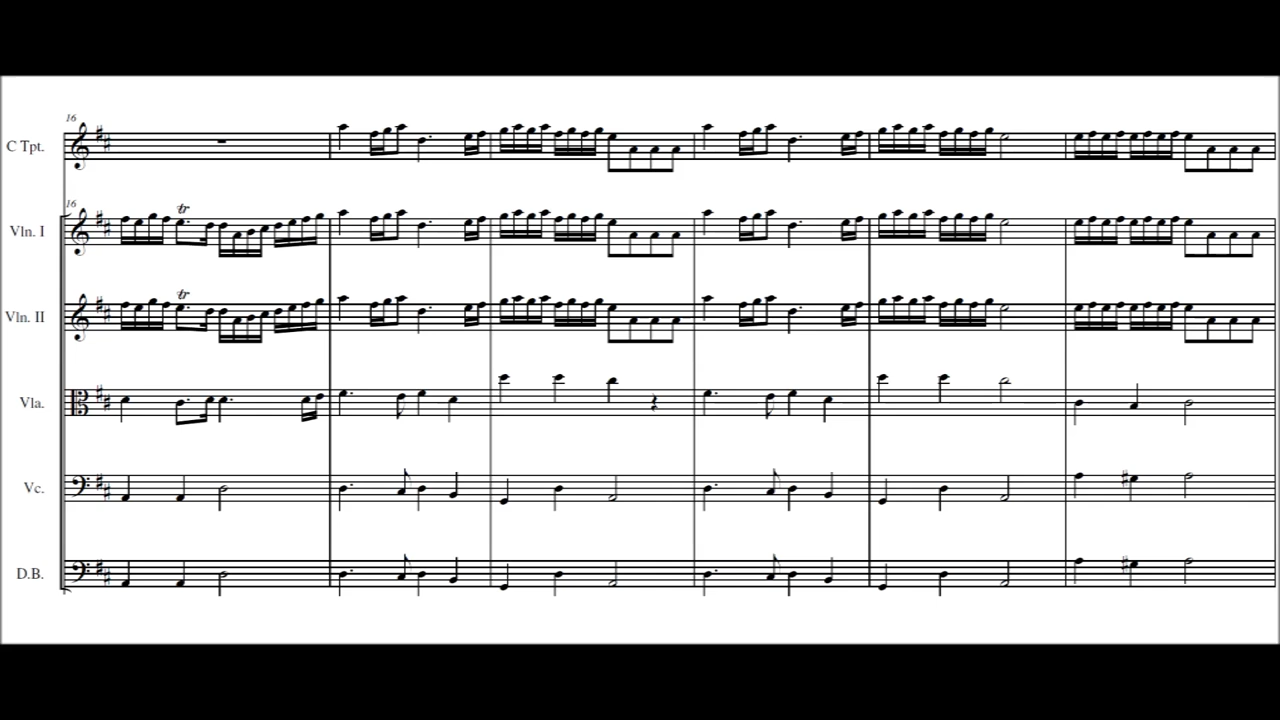 16
C Tpt.
16
tr
Vln. I
tr
Vln. II
Vla.
Vc.
D.B.